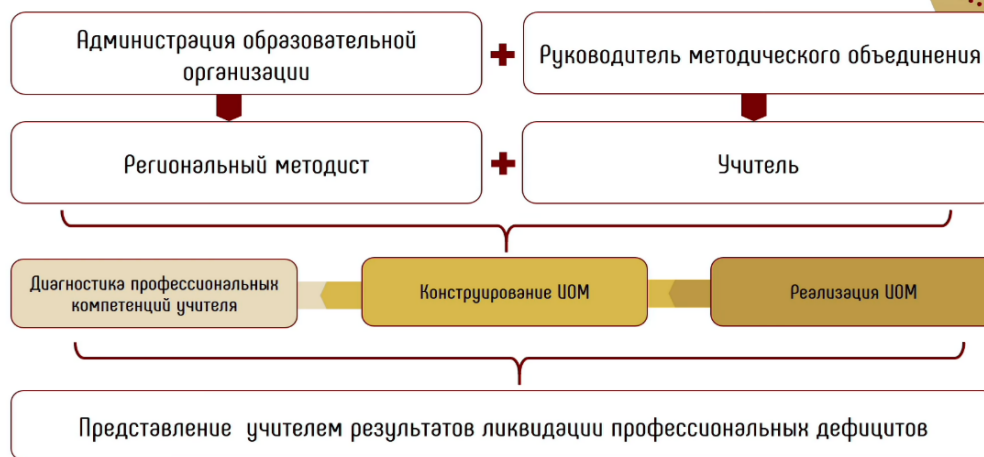 Администрация образовательной
организации
+
Руководитель методического объединения
Региональный методист
+
Учитель
Диагностика профессиональных
компетенций учителя
Конструирование ИОМ
Реализация ИОМ
Представление учителем результатов ликвидации профессиональных дефицитов